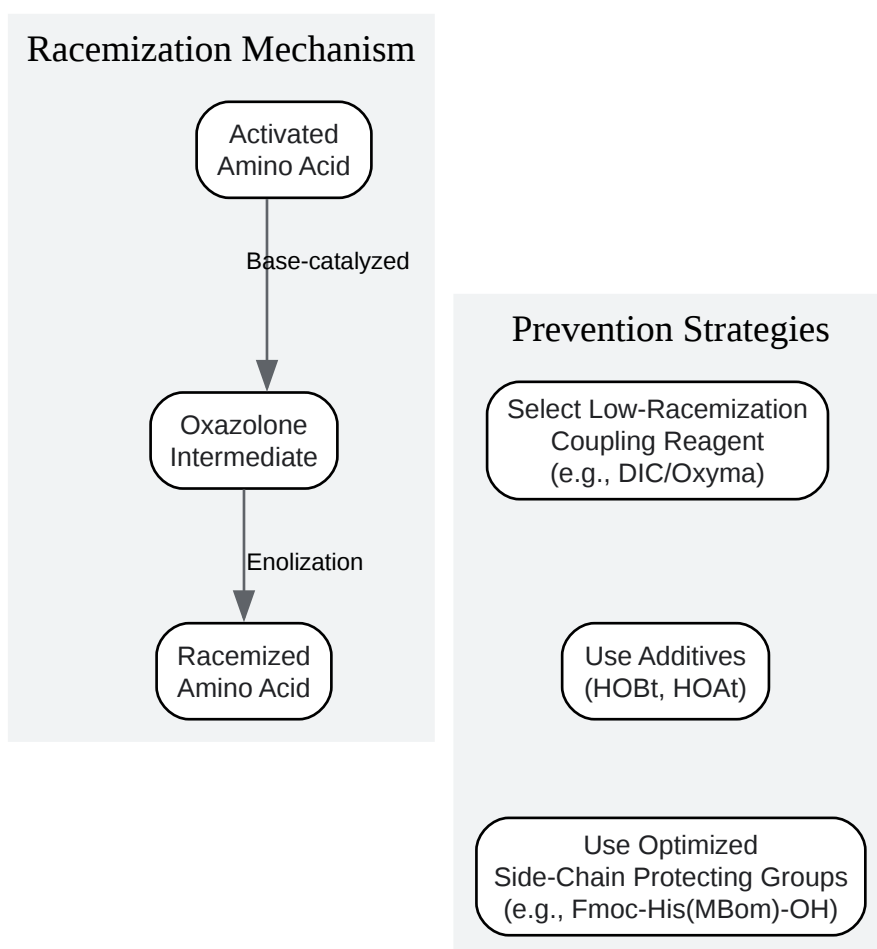 Racemization Mechanism
Activated
Amino Acid
Base-catalyzed
Oxazolone
Intermediate
Enolization
Racemized
Amino Acid
Prevention Strategies
Select Low-Racemization
Coupling Reagent
(e.g., DIC/Oxyma)
Use Additives
(HOBt, HOAt)
Use Optimized
Side-Chain Protecting Groups
(e.g., Fmoc-His(MBom)-OH)